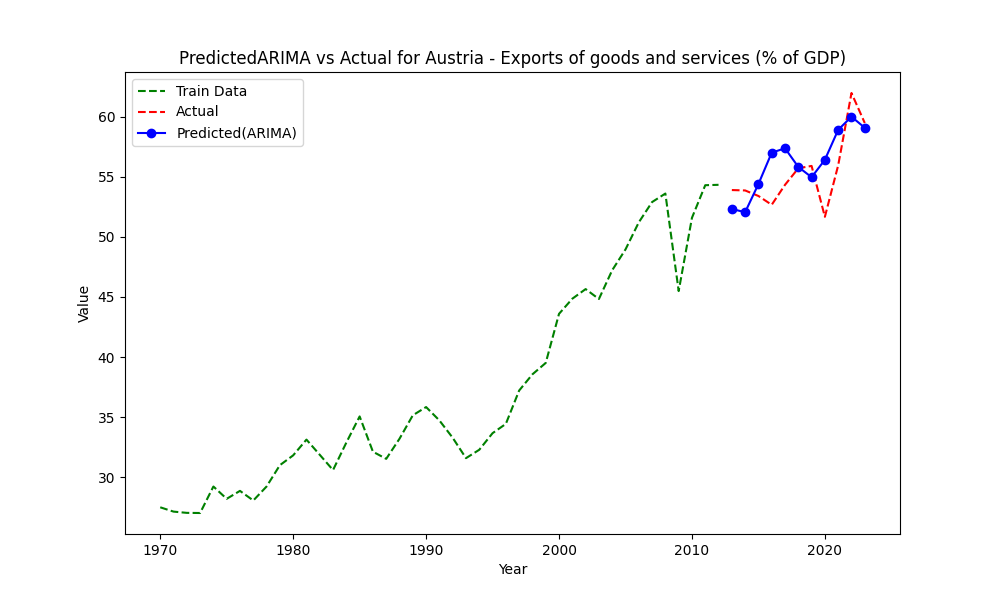 PredictedARIMA vs Actual for Austria - Exports of goods and services (% of GDP)
Train Data
Actual
Predicted(ARIMA)
Value
60
55
50
45
40
35
30
1970 1980 1990 2000 2010 2020
Year